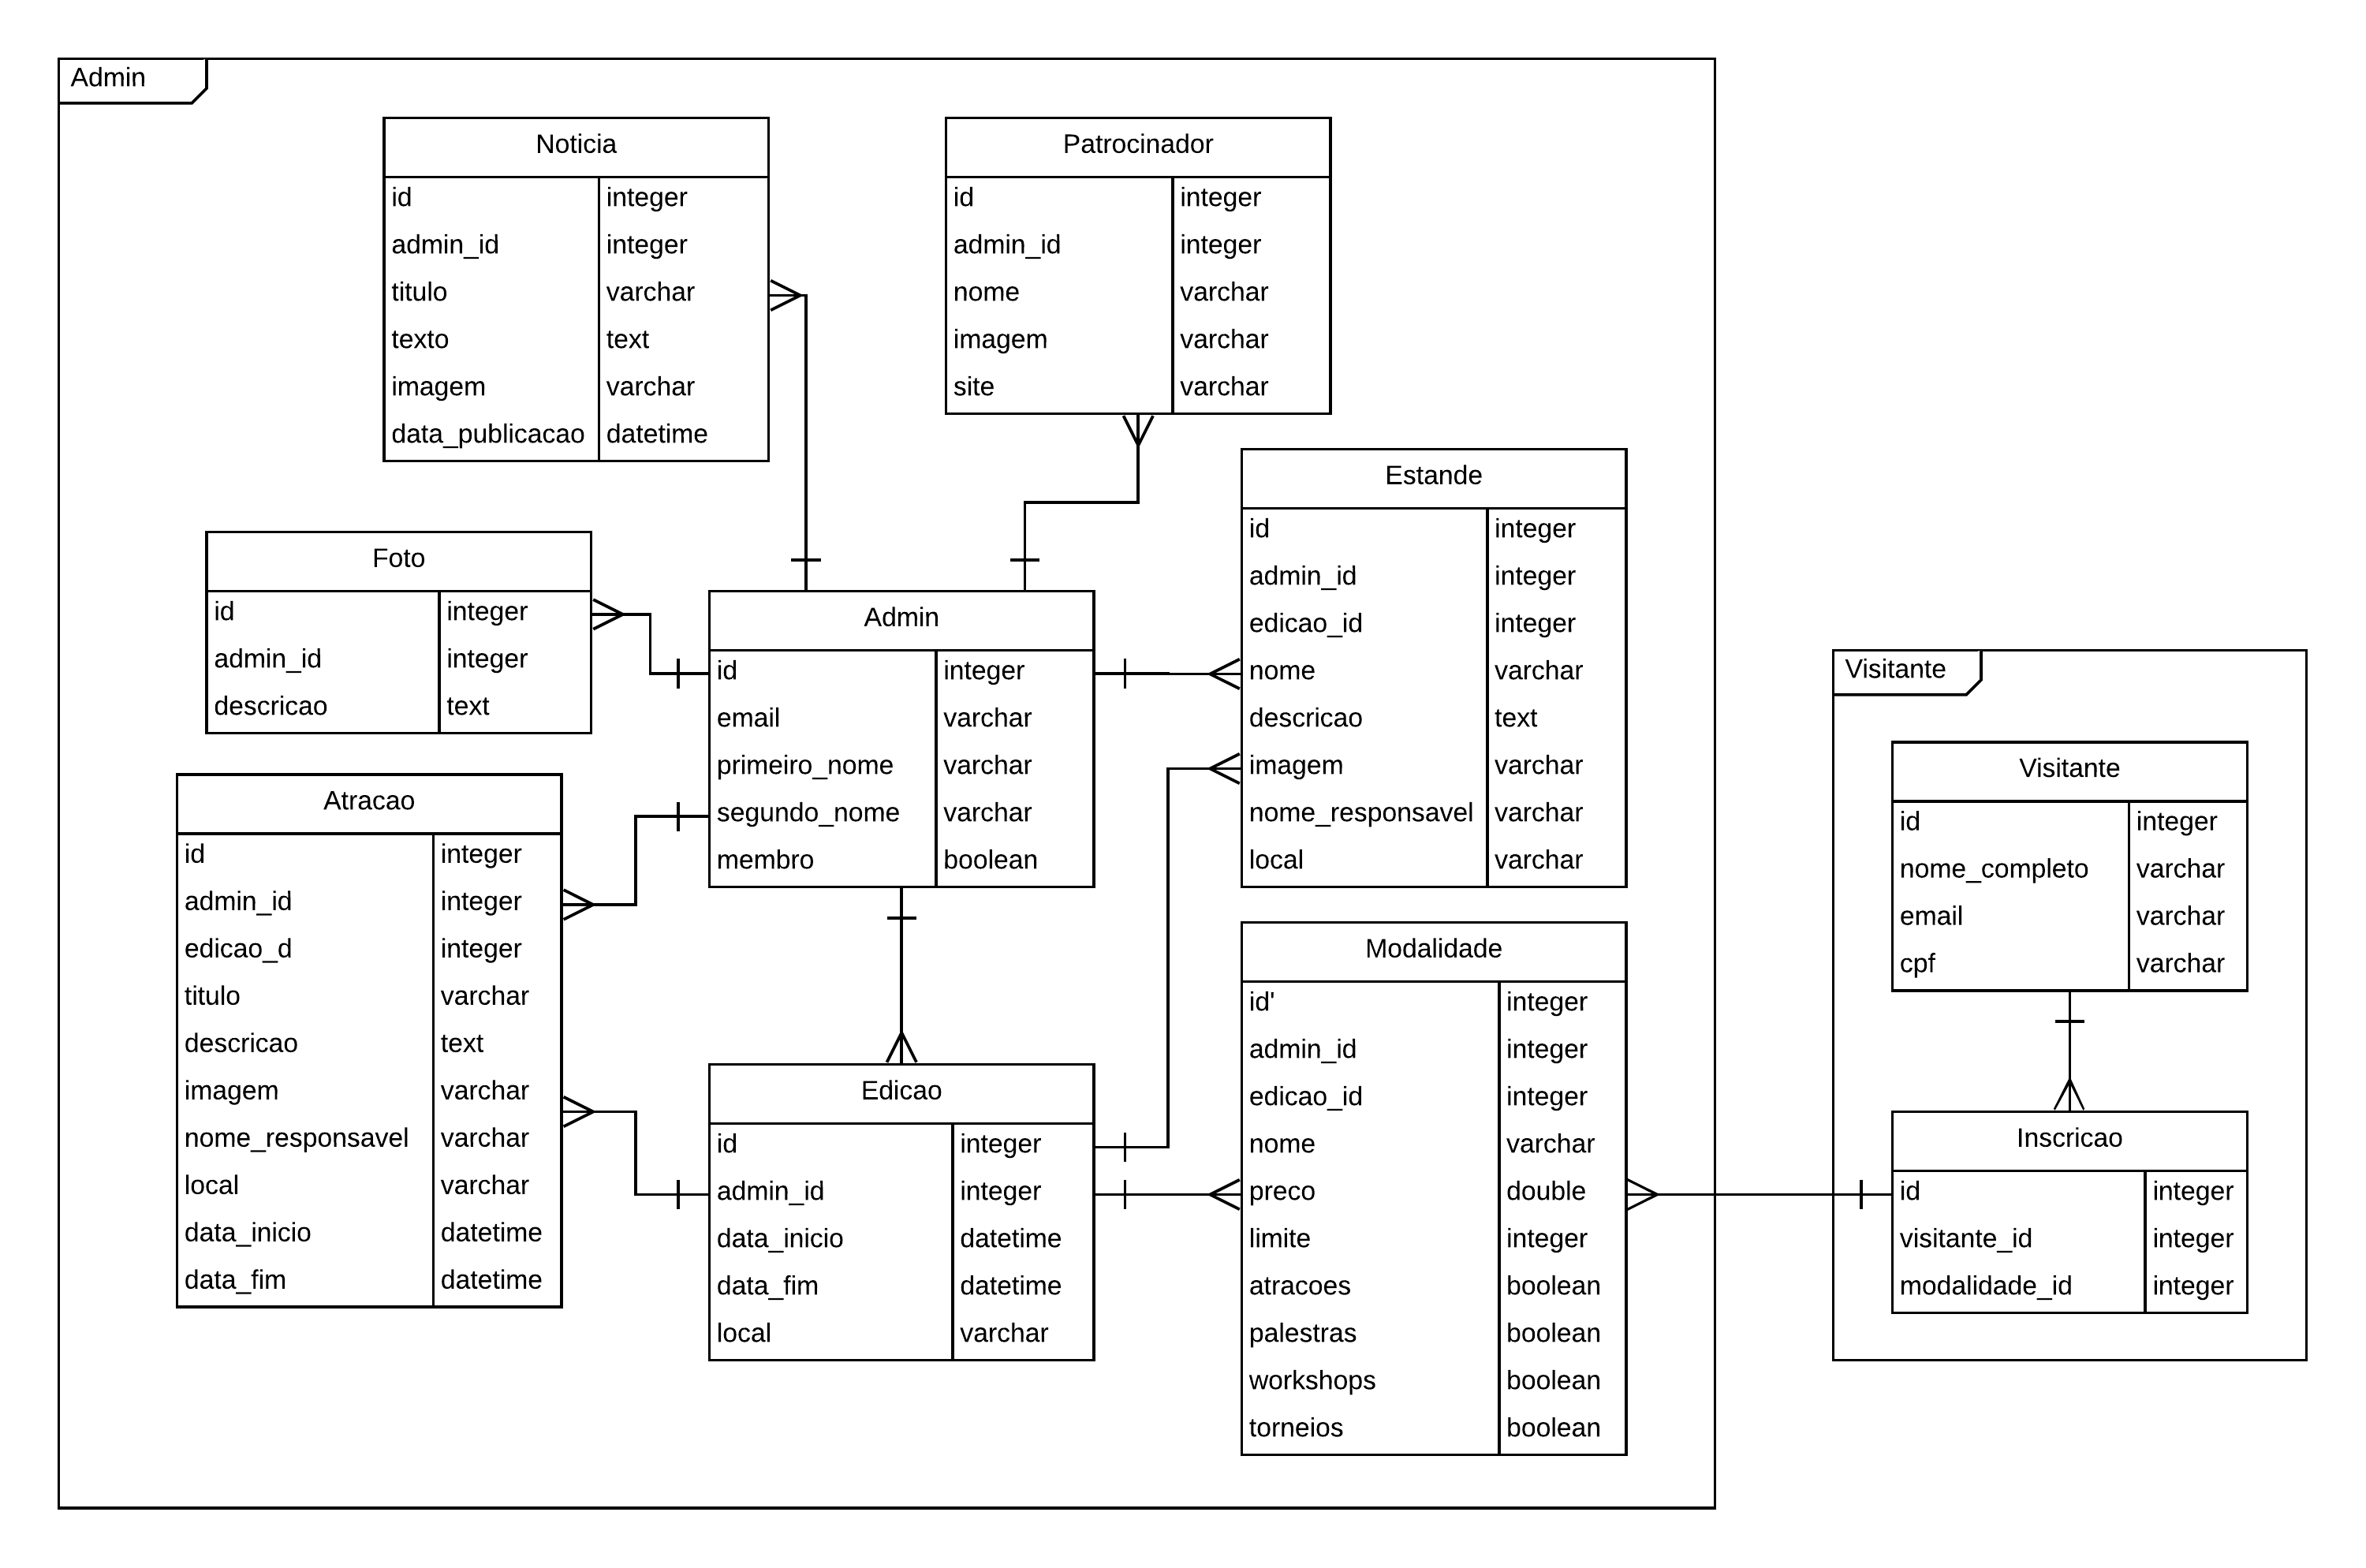 Admin
Noticia
id integer
admin_id integer
titulo varchar
texto text
imagem varchar
data_publicacao datetime
Patrocinador
id integer
admin_id integer
nome varchar
imagem varchar
site varchar
Estande
id integer
admin_id integer
edicao_id integer
nome varchar
descricao text
imagem varchar
nome_responsavel varchar
local varchar
Foto
id integer
admin_id integer
descricao text
Admin
id integer
email varchar
primeiro_nome varchar
segundo_nome varchar
membro boolean
Atracao
id integer
admin_id integer
edicao_d integer
titulo varchar
descricao text
imagem varchar
nome_responsavel varchar
local varchar
data_inicio datetime
data_fim datetime
Edicao
id integer
admin_id integer
data_inicio datetime
data_fim datetime
local varchar
Modalidade
id' integer
admin_id integer
edicao_id integer
nome varchar
preco double
limite integer
atracoes boolean
palestras boolean
workshops boolean
torneios boolean
Visitante
Visitante
id integer
nome_completo varchar
email varchar
cpf varchar
Inscricao
id integer
visitante_id integer
modalidade_id integer